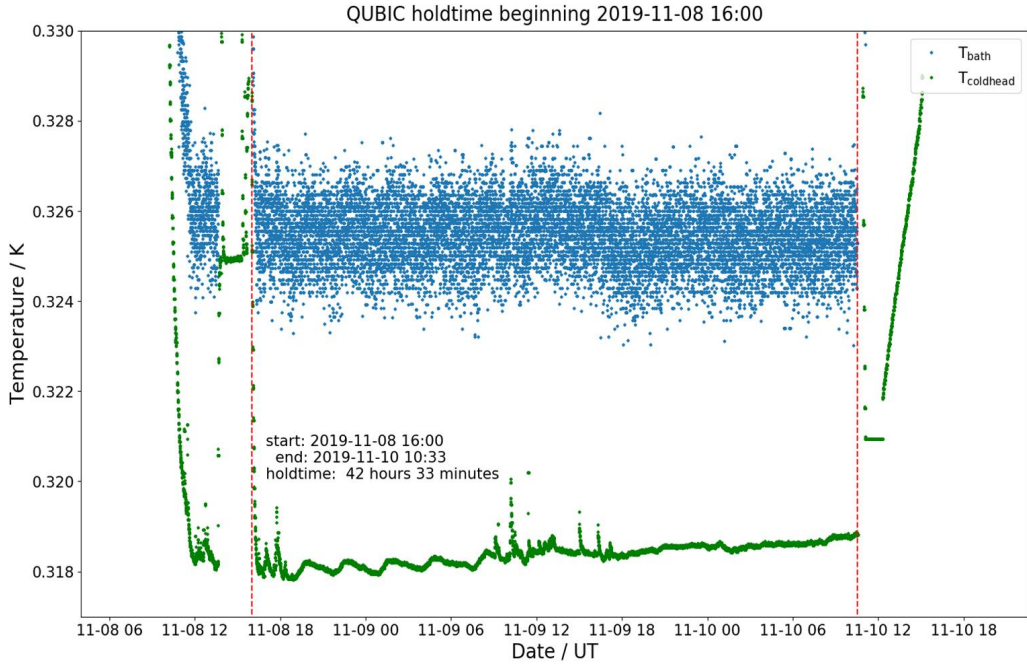 QUBIC holdtime beginning 2019-11-08 16:00
0.330
0.328
0.326
0.324
0.322
0.320
0.318
Temperature / K
T_bath
T_coldhead
start: 2019-11-08 16:00
end: 2019-11-10 10:33
holdtime: 42 hours 33 minutes
11-08 06 11-08 12 11-08 18 11-09 00 11-09 06 11-09 12 11-09 18 11-10 00 11-10 06 11-10 12 11-10 18
Date / UT